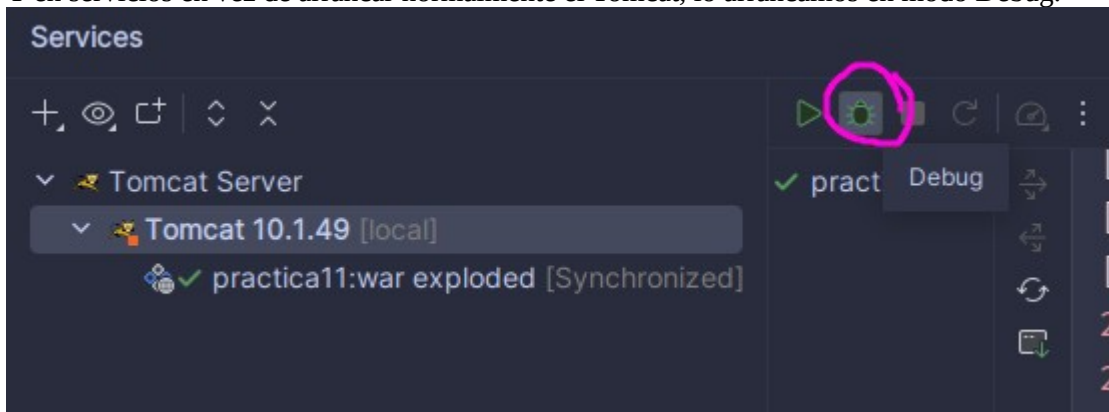 Y en servicios en vez de arrancar normalmente el Tomcat, lo arrancamos en modo Debug.
Services
Tomcat Server
pract
Debug
Tomcat 10.1.49 [local]
practica11:war exploded [Synchronized]